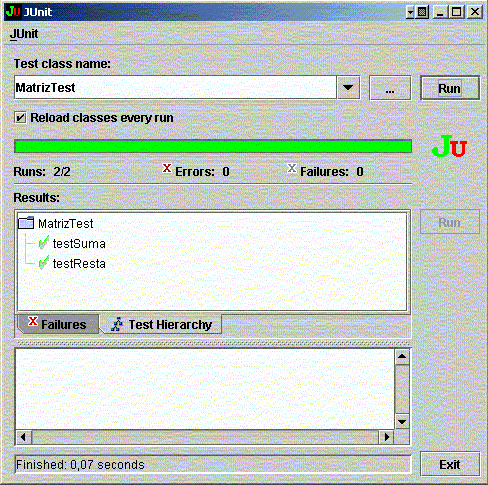 JU JUnit
JUnit
Test class name:
MatrizTest
... Run
Reload classes every run
JU
Runs: 2/2 X Errors: 0 X Failures: 0
Results:
MatrizTest
Run
testSuma
testResta
X Failures Test Hierarchy
Finished: 0,07 seconds
Exit